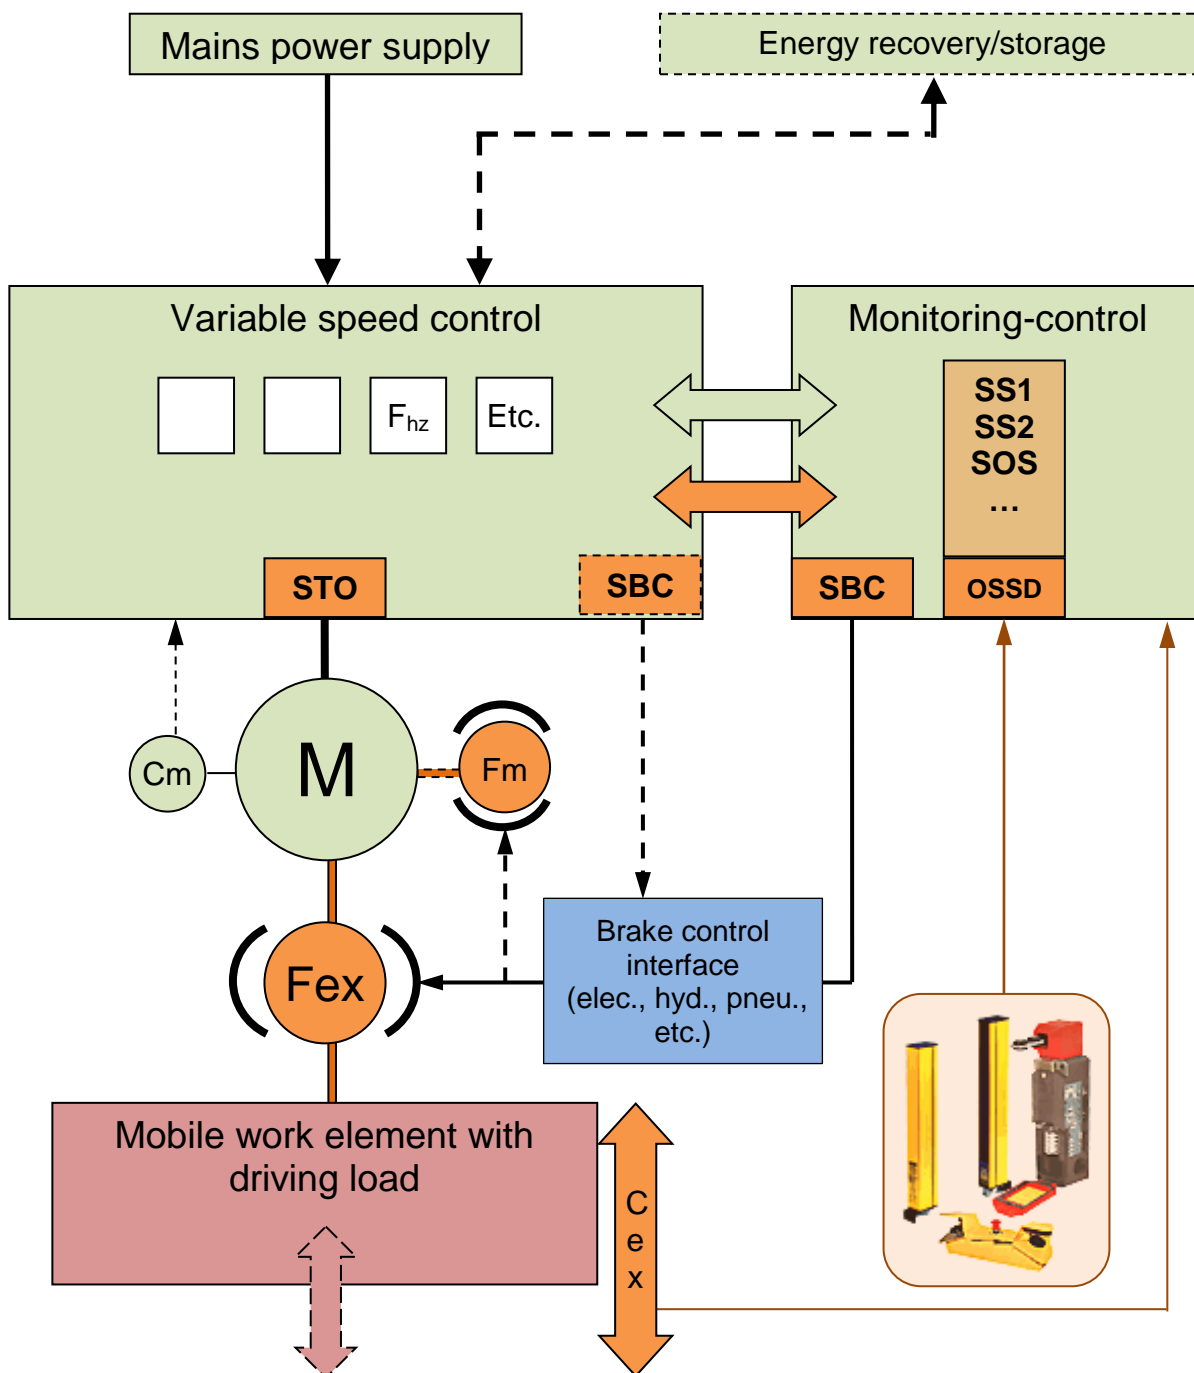 Mains power supply
Energy recovery/storage
Variable speed control
Monitoring-control
F_hz
Etc.
SS1
SS2
SOS
...
STO
SBC
SBC
OSSD
M
Cm
Fm
Fex
Brake control
interface
(elec., hyd., pneu.,
etc.)
Mobile work element with
driving load
C
e
x